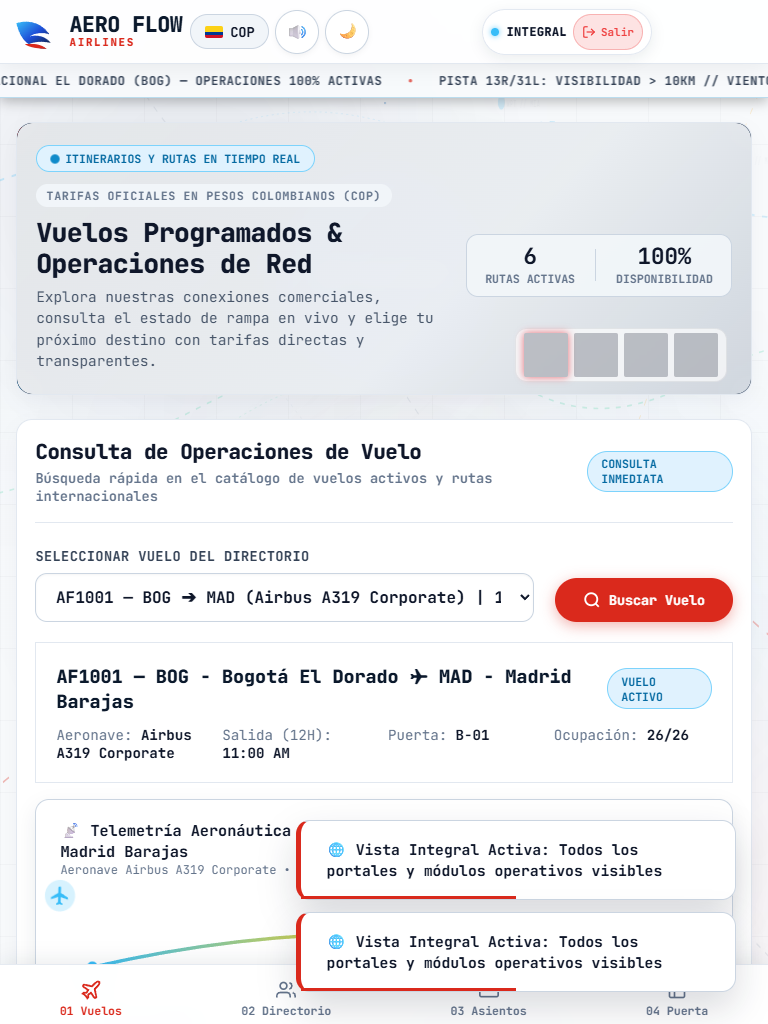 AERO FLOW
AIRLINES
COP
INTEGRAL
Salir
CIONAL EL DORADO (BOG) — OPERACIONES 100% ACTIVAS • PISTA 13R/31L: VISIBILIDAD > 10KM // VIENTO
ITINERARIOS Y RUTAS EN TIEMPO REAL
TARIFAS OFICIALES EN PESOS COLOMBIANOS (COP)
Vuelos Programados &
Operaciones de Red
Explora nuestras conexiones comerciales,
consulta el estado de rampa en vivo y elige tu
próximo destino con tarifas directas y
transparentes.
6
RUTAS ACTIVAS
100%
DISPONIBILIDAD
Consulta de Operaciones de Vuelo
Búsqueda rápida en el catálogo de vuelos activos y rutas
internacionales
CONSULTA
INMEDIATA
SELECCIONAR VUELO DEL DIRECTORIO
AF1001 — BOG ➔ MAD (Airbus A319 Corporate) | 1
Buscar Vuelo
AF1001 — BOG - Bogotá El Dorado ✈ MAD - Madrid
Barajas
VUELO
ACTIVO
Aeronave: Airbus
A319 Corporate
Salida (12H):
11:00 AM
Puerta: B-01
Ocupación: 26/26
Telemetría Aeronáutica
Madrid Barajas
Aeronave Airbus A319 Corporate •
Vista Integral Activa: Todos los
portales y módulos operativos visibles
Vista Integral Activa: Todos los
portales y módulos operativos visibles
01 Vuelos
02 Directorio
03 Asientos
04 Puerta